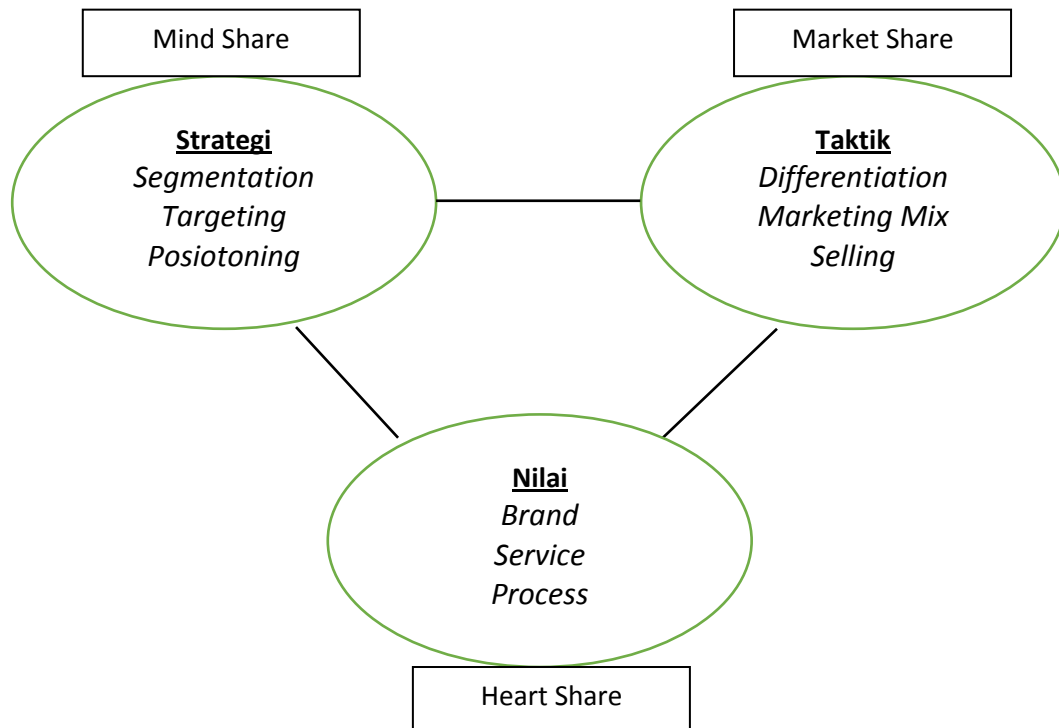 Mind Share
Market Share
Strategi
Segmentation
Targeting
Posiotoning
Taktik
Differentiation
Marketing Mix
Selling
Nilai
Brand
Service
Process
Heart Share